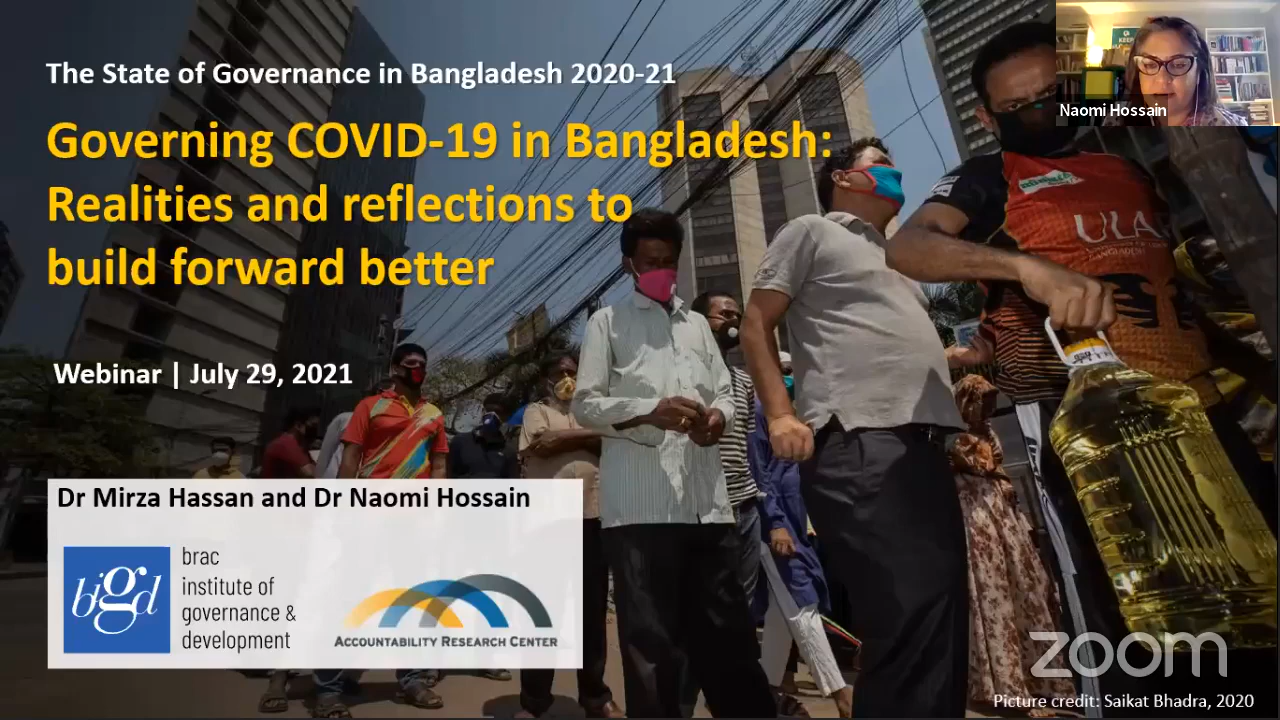 The State of Governance in Bangladesh 2020-21
Governing COVID-19 in Bangladesh:
Realities and reflections to
build forward better
Webinar | July 29, 2021
Dr Mirza Hassan and Dr Naomi Hossain
bigd
brac
institute of
governance &
development
ACCOUNTABILITY RESEARCH CENTER
Naomi Hossain
zoom
Picture credit: Saikat Bhadra, 2020